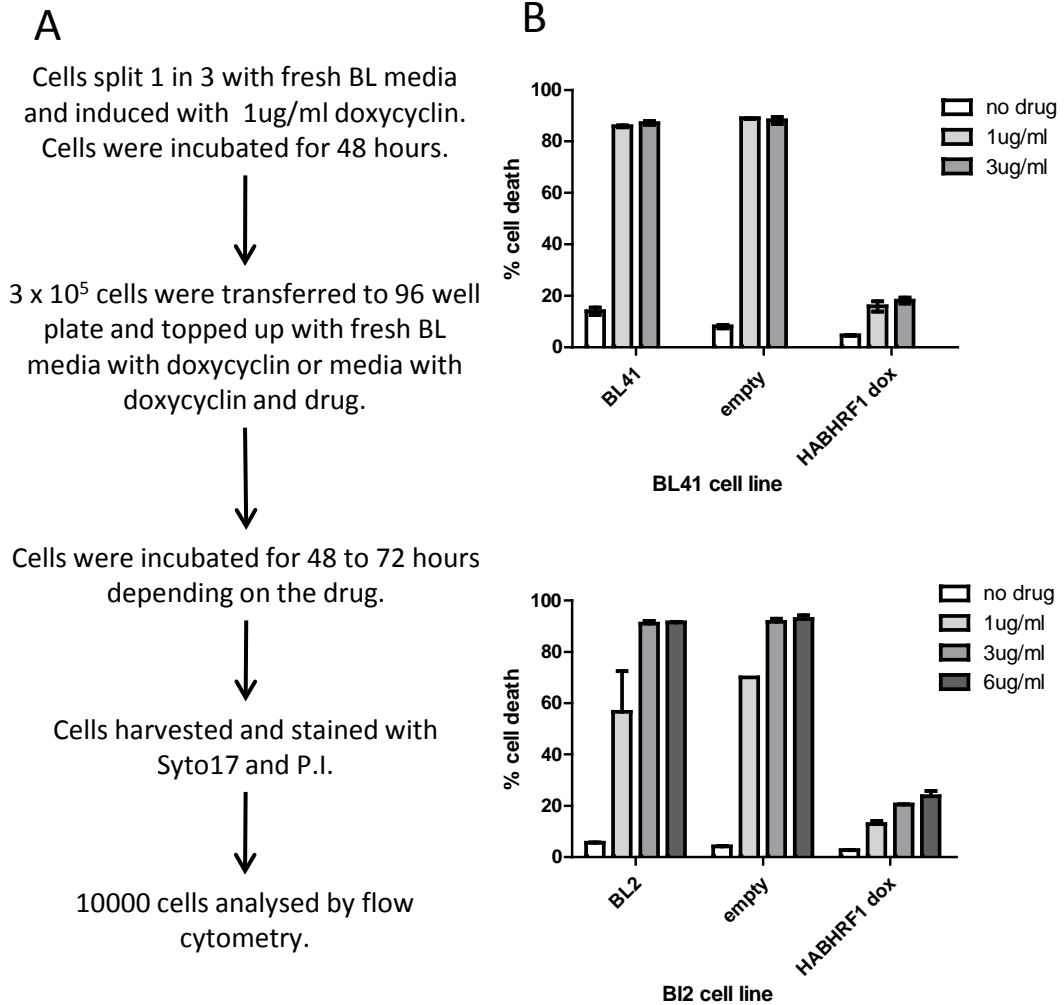 A
Cells split 1 in 3 with fresh BL media
and induced with 1ug/ml doxycyclin.
Cells were incubated for 48 hours.
3 x 10⁵ cells were transferred to 96 well
plate and topped up with fresh BL
media with doxycyclin or media with
doxycyclin and drug.
Cells were incubated for 48 to 72 hours
depending on the drug.
Cells harvested and stained with
Syto17 and P.I.
10000 cells analysed by flow
cytometry.
B
100
80
60
40
20
0
% cell death
BL41
empty
HABHRF1 dox
BL41 cell line
no drug
1ug/ml
3ug/ml
100
80
60
40
20
0
% cell death
BL2
empty
HABHRF1 dox
Bl2 cell line
no drug
1ug/ml
3ug/ml
6ug/ml